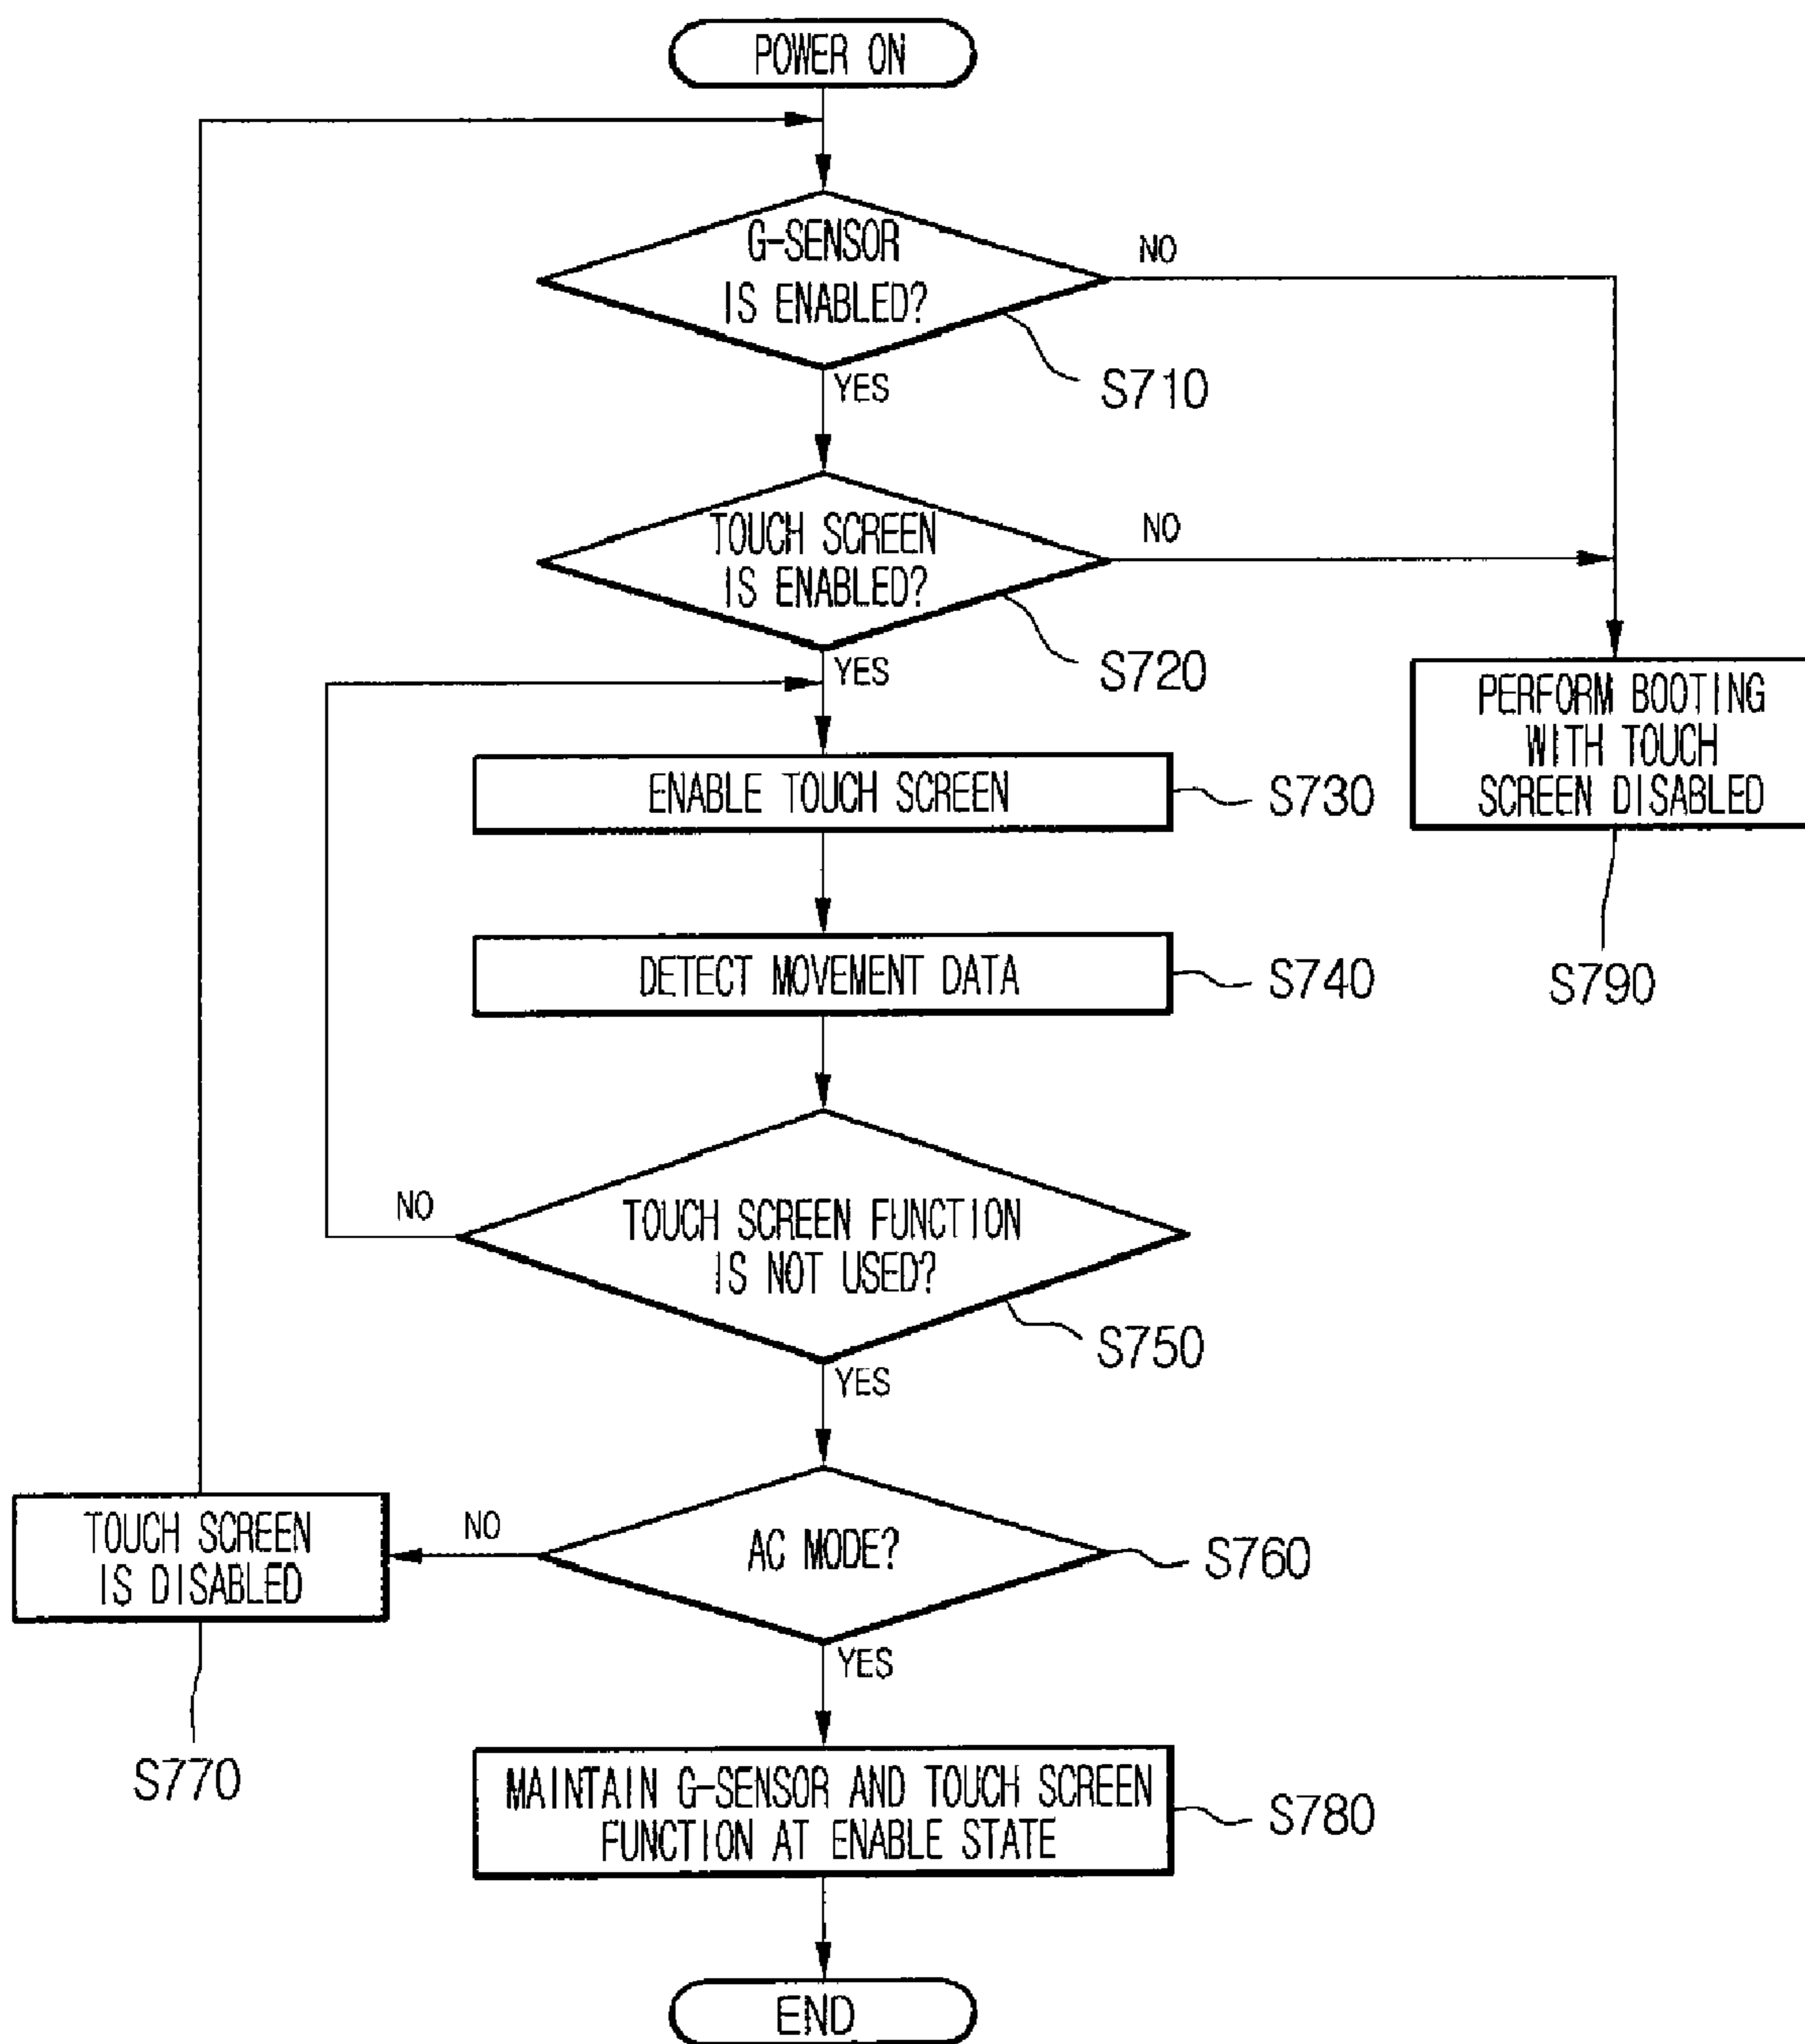 POWER ON
G-SENSOR
IS ENABLED?
NO
S710
YES
TOUCH SCREEN
IS ENABLED?
NO
S720
YES
PERFORM BOOTING
WITH TOUCH
SCREEN DISABLED
S790
ENABLE TOUCH SCREEN
S730
DETECT MOVEMENT DATA
S740
NO
TOUCH SCREEN FUNCTION
IS NOT USED?
S750
YES
TOUCH SCREEN
IS DISABLED
S770
NO
AC MODE?
S760
YES
MAINTAIN G-SENSOR AND TOUCH SCREEN
FUNCTION AT ENABLE STATE
S780
END